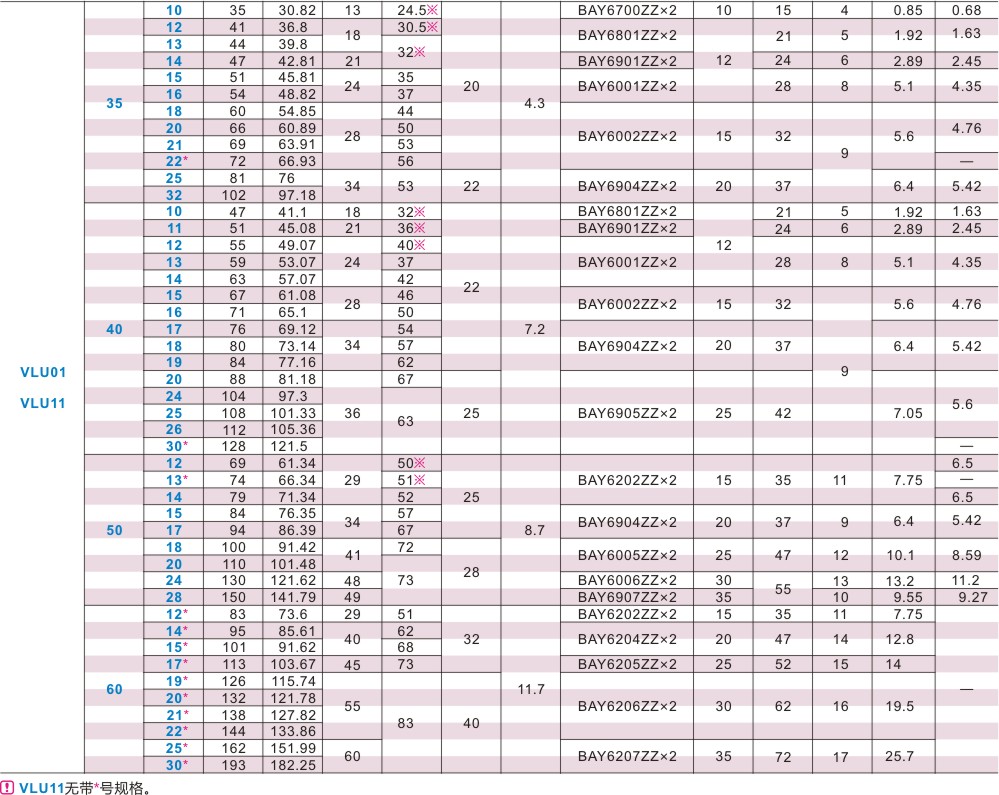 10 35 30.82 13 24.5※ BAY6700ZZ×2 10 15 4 0.85 0.68
12 41 36.8 18 30.5※ BAY6801ZZ×2 12 21 5 1.92 1.63
13 44 39.8 32※
14 47 42.81 21 BAY6901ZZ×2 24 6 2.89 2.45
15 51 45.81 24 35 20 BAY6001ZZ×2 28 8 5.1 4.35
16 54 48.82 37
35 18 60 54.85 28 44 4.3 BAY6002ZZ×2 15 32 9 5.6 4.76
20 66 60.89 50
21 69 63.91 53
22* 72 66.93 56 —
25 81 76 34 53 22 BAY6904ZZ×2 20 37 6.4 5.42
32 102 97.18
10 47 41.1 18 32※ 22 BAY6801ZZ×2 12 21 5 1.92 1.63
11 51 45.08 21 36※ BAY6901ZZ×2 24 6 2.89 2.45
12 55 49.07 24 40※ BAY6001ZZ×2 28 8 5.1 4.35
13 59 53.07 37
14 63 57.07 42
15 67 61.08 28 46 BAY6002ZZ×2 15 32 9 5.6 4.76
16 71 65.1 50
40 17 76 69.12 34 54 7.2 BAY6904ZZ×2 20 37 6.4 5.42
18 80 73.14 57
19 84 77.16 62
VLU01
20 88 81.18 36 67 25 BAY6905ZZ×2 25 42 7.05 5.6
24 104 97.3 63
VLU11
25 108 101.33
26 112 105.36
30* 128 121.5 —
12 69 61.34 29 50※ 25 BAY6202ZZ×2 15 35 11 7.75 6.5
13* 74 66.34 51※ —
14 79 71.34 52 6.5
15 84 76.35 34 57 BAY6904ZZ×2 20 37 9 6.4 5.42
50 17 94 86.39 67 8.7
18 100 91.42 41 72 28 BAY6005ZZ×2 25 47 12 10.1 8.59
20 110 101.48 73
24 130 121.62 48 BAY6006ZZ×2 30 55 13 13.2 11.2
28 150 141.79 49 BAY6907ZZ×2 35 10 9.55 9.27
12* 83 73.6 29 51 32 BAY6202ZZ×2 15 35 11 7.75 —
14* 95 85.61 40 62 BAY6204ZZ×2 20 47 14 12.8
15* 101 91.62 68
17* 113 103.67 45 73 BAY6205ZZ×2 25 52 15 14
60 19* 126 115.74 55 83 40 11.7 BAY6206ZZ×2 30 62 16 19.5
20* 132 121.78
21* 138 127.82
22* 144 133.86
25* 162 151.99 60 BAY6207ZZ×2 35 72 17 25.7
30* 193 182.25
! VLU11无带*号规格。